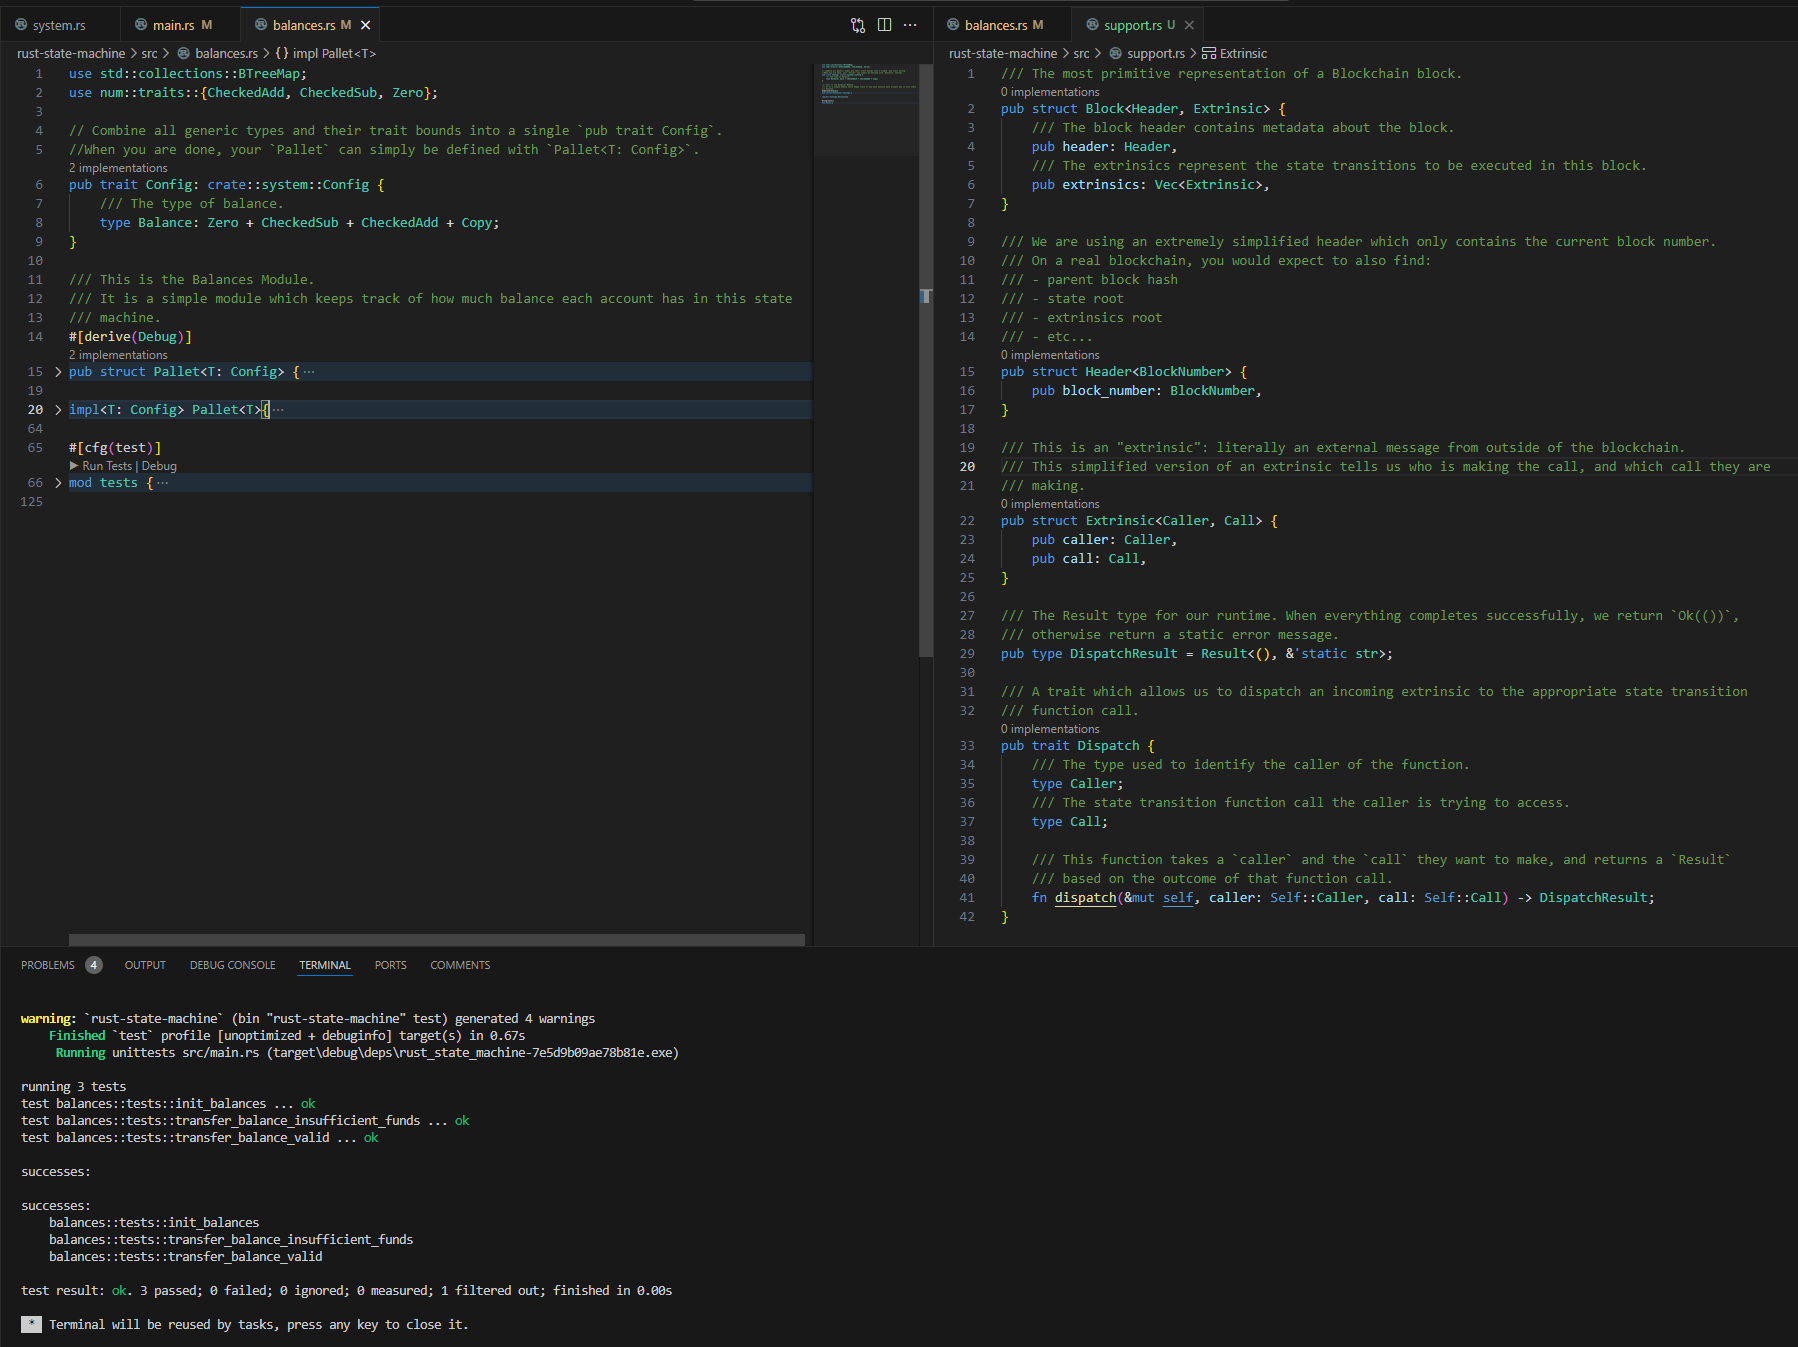 system.rs
main.rs M
balances.rs M
rust-state-machine > src > balances.rs > {} impl Pallet<T>
1 use std::collections::BTreeMap;
2 use num::traits::{CheckedAdd, CheckedSub, Zero};
3
4 // Combine all generic types and their trait bounds into a single `pub trait Config`.
5 //When you are done, your `Pallet` can simply be defined with `Pallet<T: Config>`.
2 implementations
6 pub trait Config: crate::system::Config {
7 /// The type of balance.
8 type Balance: Zero + CheckedSub + CheckedAdd + Copy;
9 }
10
11 /// This is the Balances Module.
12 /// It is a simple module which keeps track of how much balance each account has in this state
13 /// machine.
14 #[derive(Debug)]
2 implementations
15 > pub struct Pallet<T: Config> { ···
19
20 > impl<T: Config> Pallet<T>{ ···
64
65 #[cfg(test)]
▶ Run Tests | Debug
66 > mod tests { ···
125
balances.rs M
support.rs U
rust-state-machine > src > support.rs > Extrinsic
1 /// The most primitive representation of a Blockchain block.
0 implementations
2 pub struct Block<Header, Extrinsic> {
3 /// The block header contains metadata about the block.
4 pub header: Header,
5 /// The extrinsics represent the state transitions to be executed in this block.
6 pub extrinsics: Vec<Extrinsic>,
7 }
8
9 /// We are using an extremely simplified header which only contains the current block number.
10 /// On a real blockchain, you would expect to also find:
11 /// - parent block hash
12 /// - state root
13 /// - extrinsics root
14 /// - etc...
0 implementations
15 pub struct Header<BlockNumber> {
16 pub block_number: BlockNumber,
17 }
18
19 /// This is an "extrinsic": literally an external message from outside of the blockchain.
20 /// This simplified version of an extrinsic tells us who is making the call, and which call they are
21 /// making.
0 implementations
22 pub struct Extrinsic<Caller, Call> {
23 pub caller: Caller,
24 pub call: Call,
25 }
26
27 /// The Result type for our runtime. When everything completes successfully, we return `Ok(())`,
28 /// otherwise return a static error message.
29 pub type DispatchResult = Result<(), &'static str>;
30
31 /// A trait which allows us to dispatch an incoming extrinsic to the appropriate state transition
32 /// function call.
0 implementations
33 pub trait Dispatch {
34 /// The type used to identify the caller of the function.
35 type Caller;
36 /// The state transition function call the caller is trying to access.
37 type Call;
38
39 /// This function takes a `caller` and the `call` they want to make, and returns a `Result`
40 /// based on the outcome of that function call.
41 fn dispatch(&mut self, caller: Self::Caller, call: Self::Call) -> DispatchResult;
42 }
PROBLEMS 4 OUTPUT DEBUG CONSOLE TERMINAL PORTS COMMENTS
warning: `rust-state-machine` (bin "rust-state-machine" test) generated 4 warnings
Finished `test` profile [unoptimized + debuginfo] target(s) in 0.67s
Running unittests src/main.rs (target\debug\deps\rust_state_machine-7e5d9b09ae78b81e.exe)
running 3 tests
test balances::tests::init_balances ... ok
test balances::tests::transfer_balance_insufficient_funds ... ok
test balances::tests::transfer_balance_valid ... ok
successes:
successes:
balances::tests::init_balances
balances::tests::transfer_balance_insufficient_funds
balances::tests::transfer_balance_valid
test result: ok. 3 passed; 0 failed; 0 ignored; 0 measured; 1 filtered out; finished in 0.00s
* Terminal will be reused by tasks, press any key to close it.